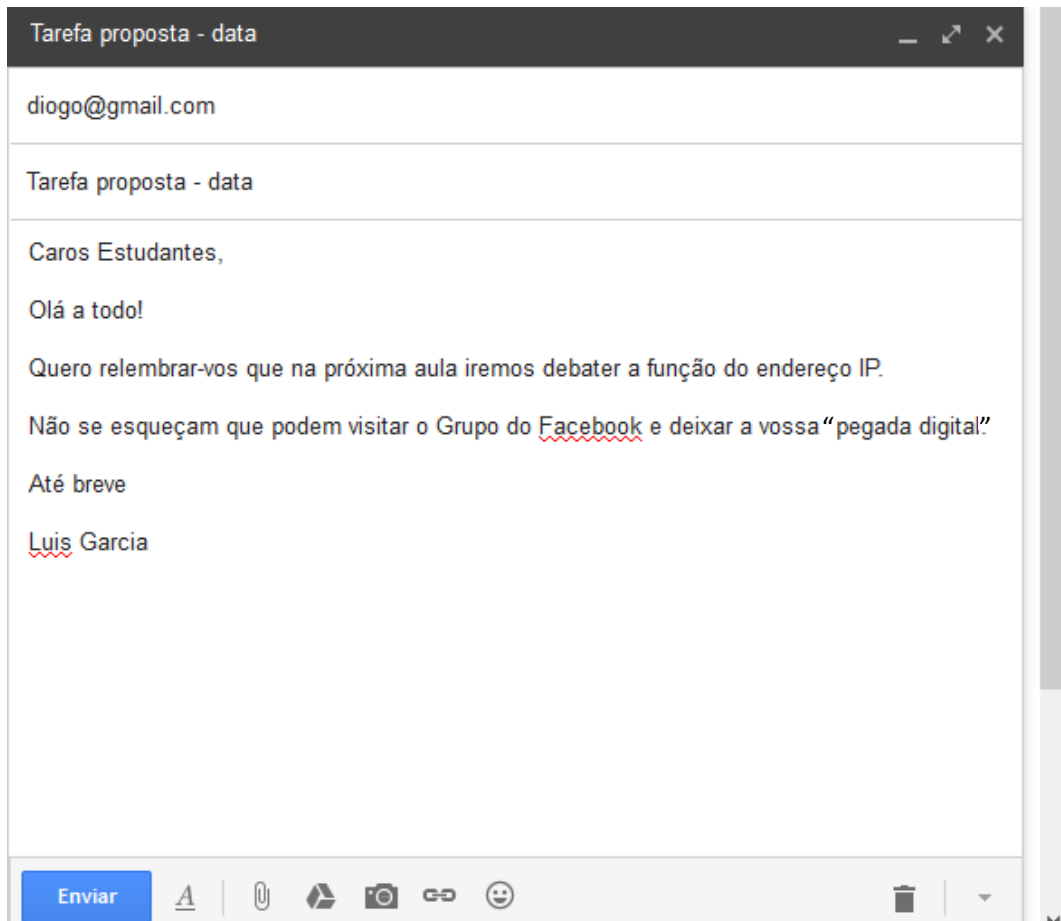 Tarefa proposta - data
diogo@gmail.com
Tarefa proposta - data
Caros Estudantes,
Olá a todo!
Quero relembrar-vos que na próxima aula iremos debater a função do endereço IP.
Não se esqueçam que podem visitar o Grupo do Facebook e deixar a vossa “pegada digital.”
Até breve
Luis Garcia
Enviar A